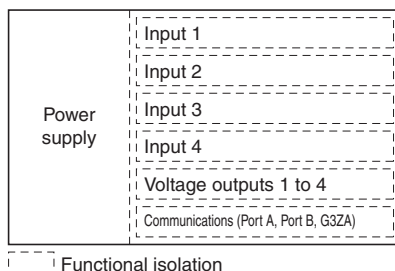 Power
supply
Input 1
Input 2
Input 3
Input 4
Voltage outputs 1 to 4
Communications (Port A, Port B, G3ZA)
Functional isolation